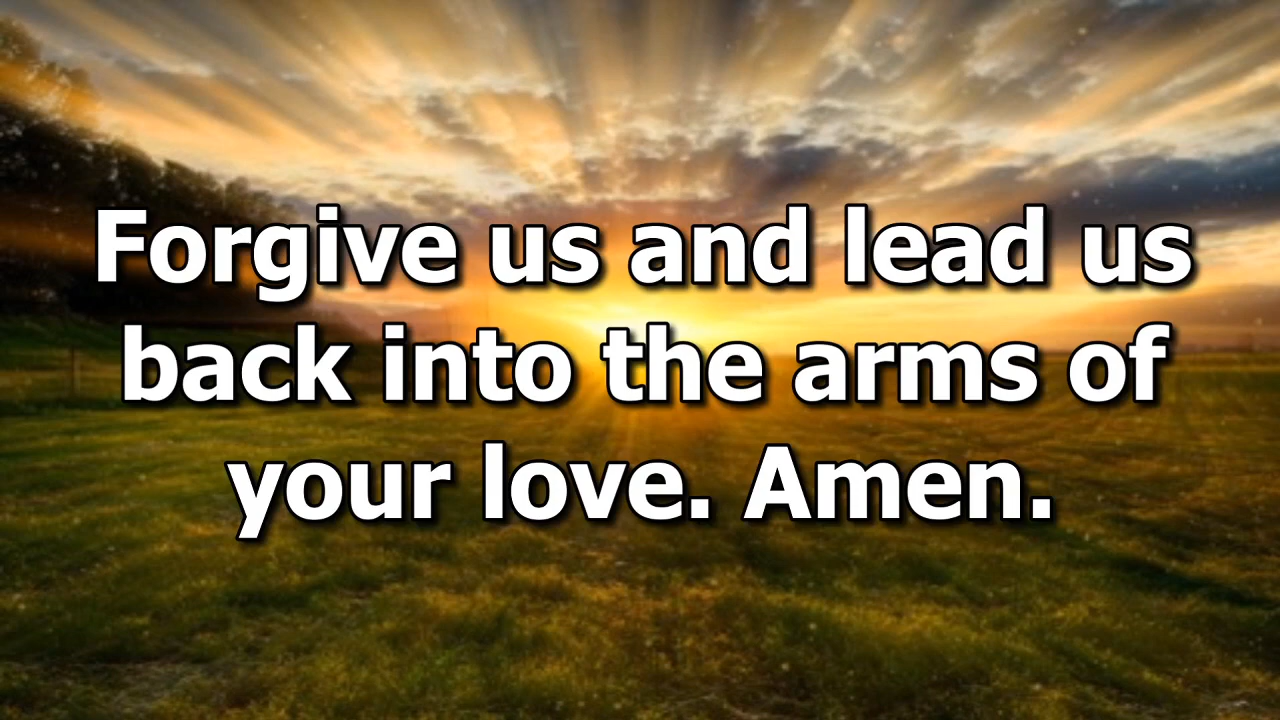 Forgive us and lead us
back into the arms of
your love. Amen.